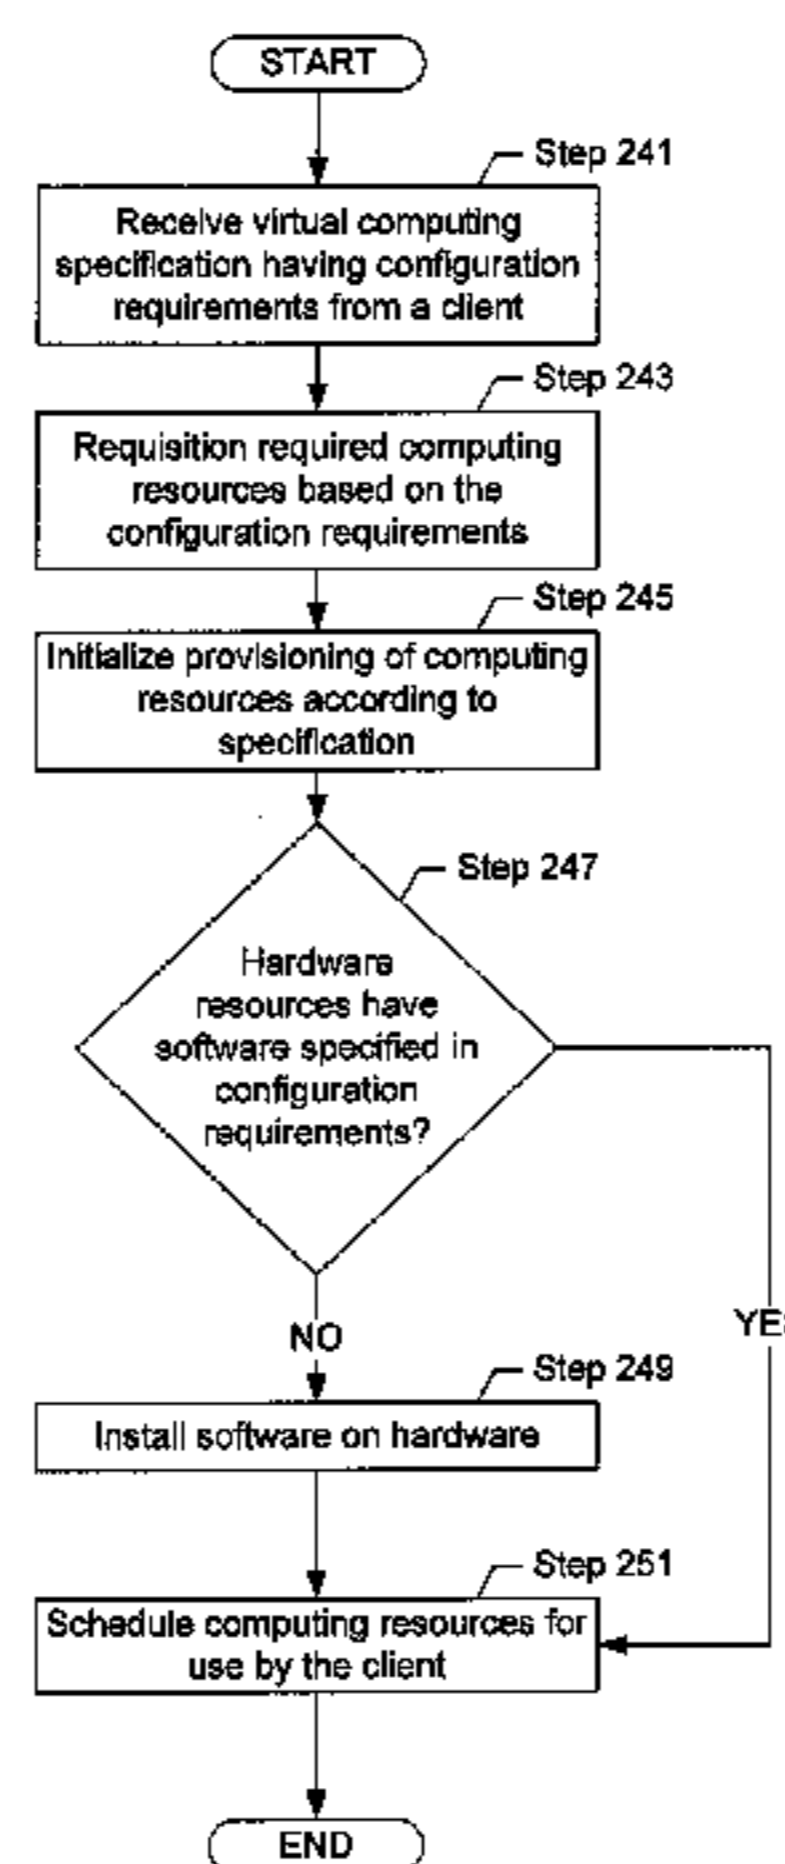 START
Step 241
Receive virtual computing
specification having configuration
requirements from a client
Step 243
Requisition required computing
resources based on the
configuration requirements
Step 245
Initialize provisioning of computing
resources according to
specification
Step 247
Hardware
resources have
software specified in
configuration
requirements?
NO
YES
Step 249
Install software on hardware
Step 251
Schedule computing resources for
use by the client
END